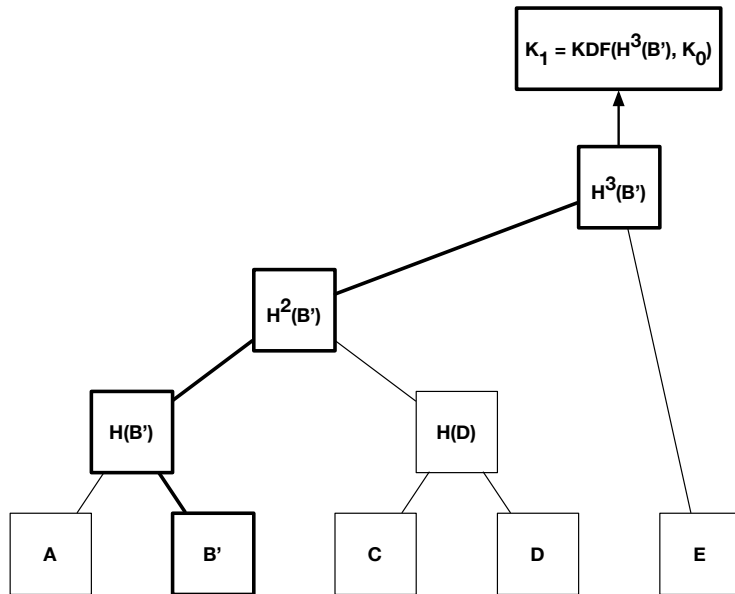 K₁ = KDF(H³(B’), K₀)
H³(B’)
H²(B’)
H(B’)
H(D)
A
B’
C
D
E